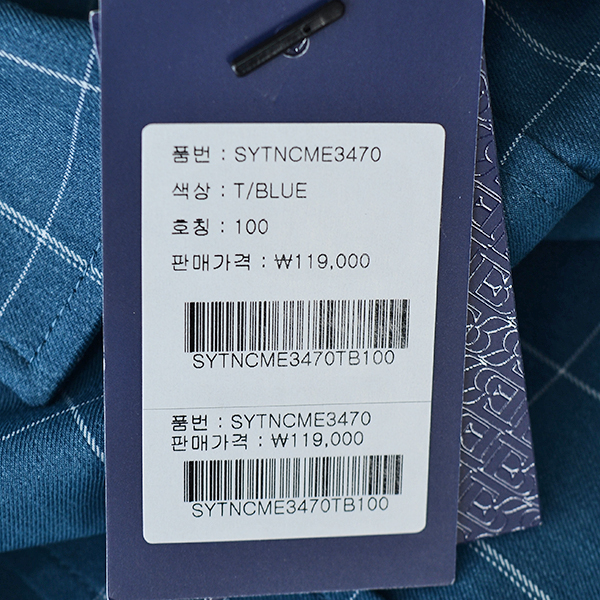 품번 : SYTNCME3470
색상 : T/BLUE
호칭 : 100
판매가격 : ₩119,000
SYTNCME3470TB100
품번 : SYTNCME3470
판매가격 : ₩119,000
SYTNCME3470TB100